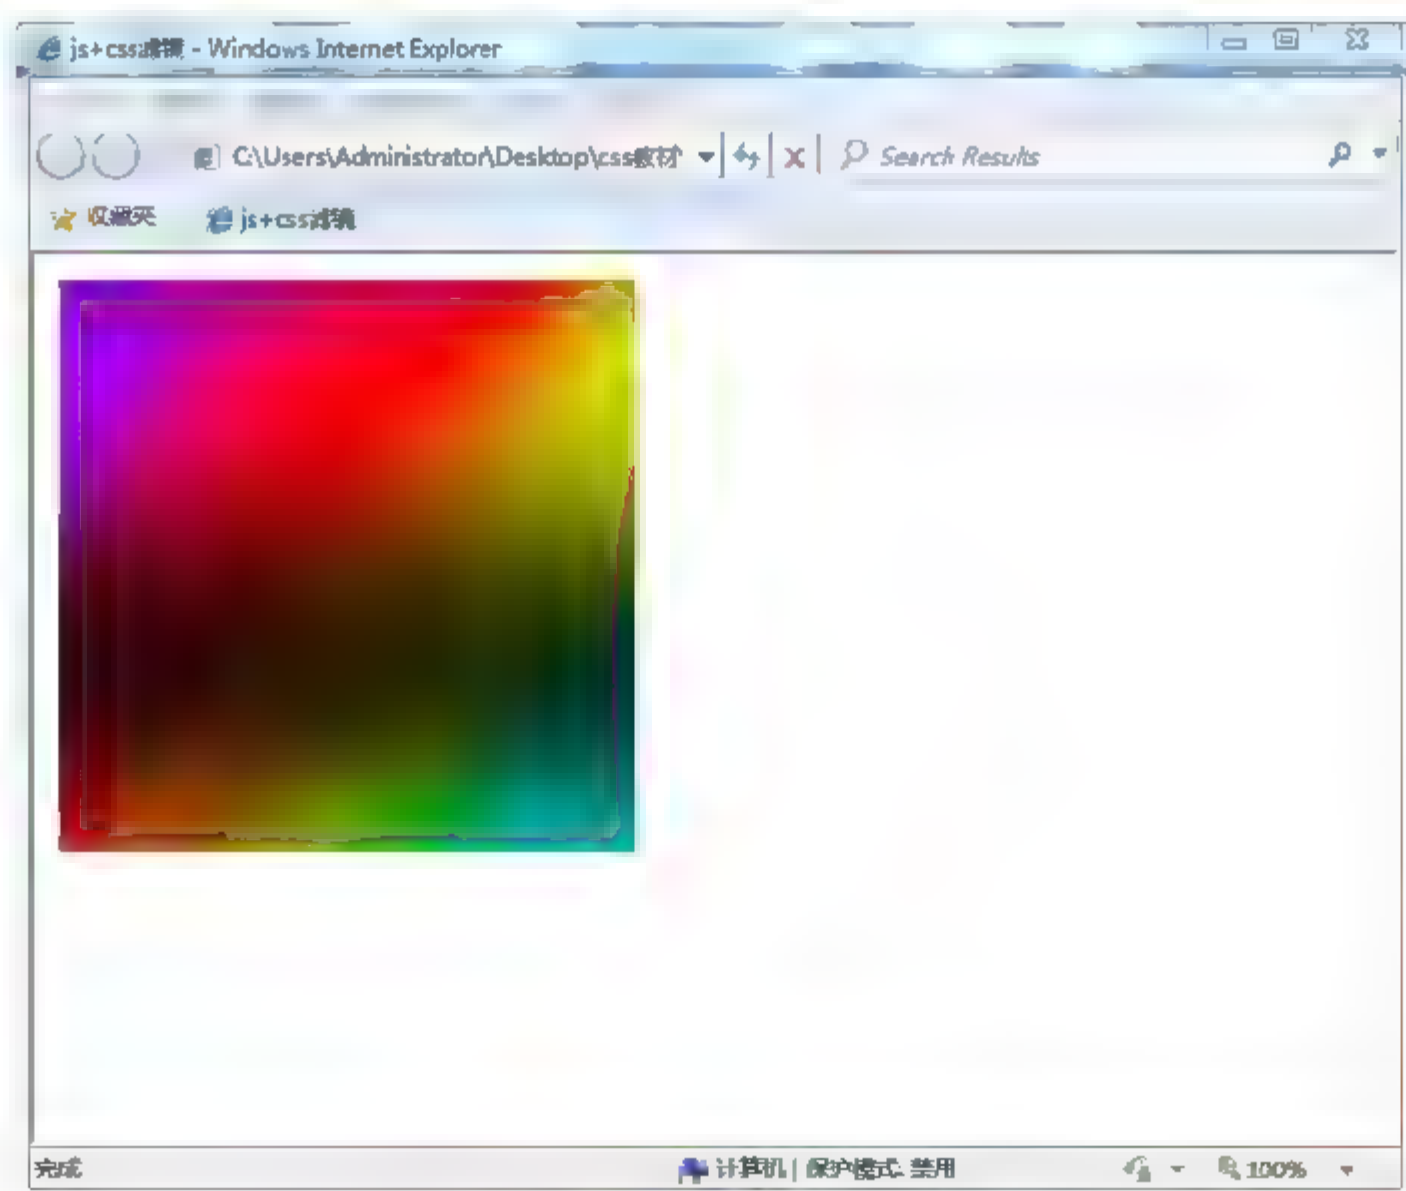 js+css滤镜 - Windows Internet Explorer
C:\Users\Administrator\Desktop\css教材\ Search Results
收藏夹 js+css滤镜
完成 计算机 | 保护模式: 禁用 100%